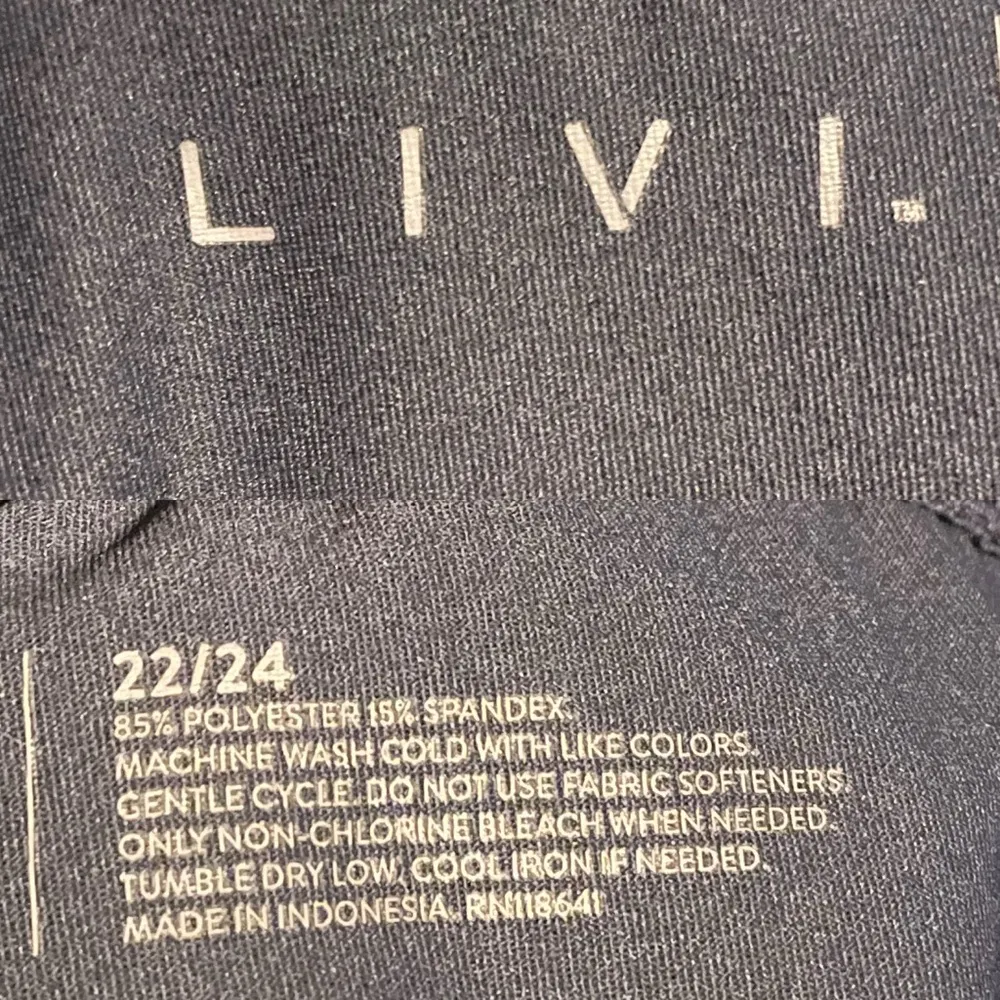 LIVI™
22/24
85% POLYESTER 15% SPANDEX.
MACHINE WASH COLD WITH LIKE COLORS.
GENTLE CYCLE. DO NOT USE FABRIC SOFTENERS.
ONLY NON-CHLORINE BLEACH WHEN NEEDED.
TUMBLE DRY LOW, COOL IRON IF NEEDED.
MADE IN INDONESIA. RN118641